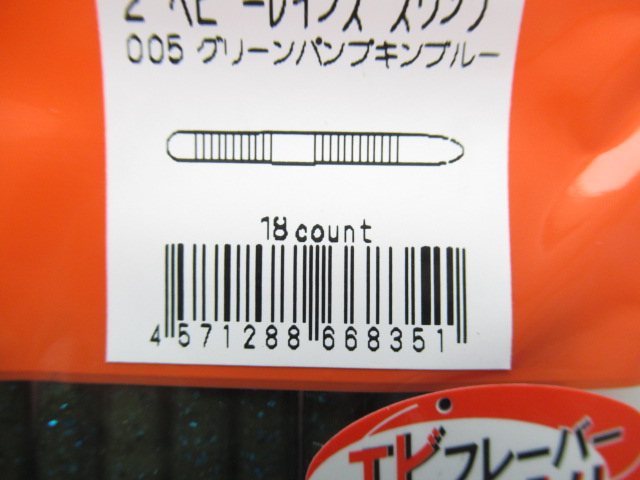 005 グリーンパンプキンブルー
18 count
4 571288 668351
エビフレーバー